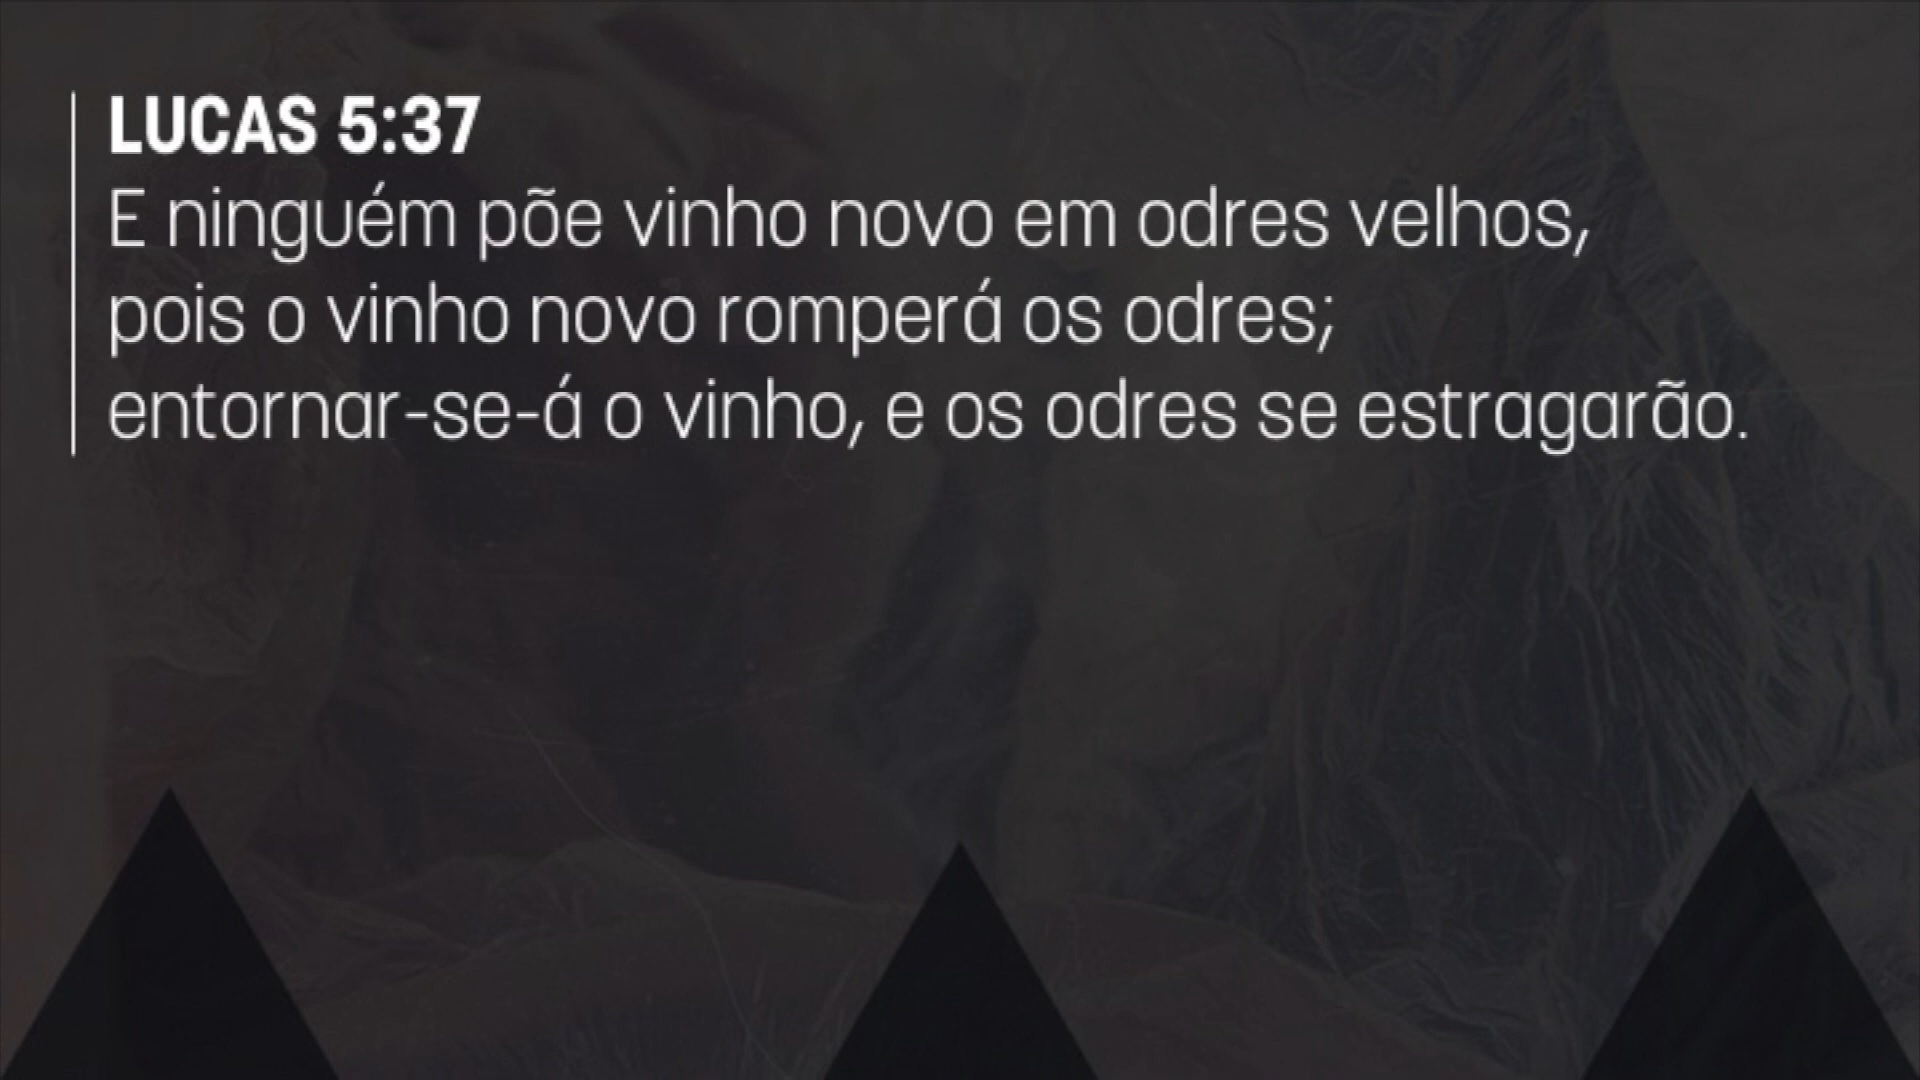 LUCAS 5:37
E ninguém põe vinho novo em odres velhos,
pois o vinho novo romperá os odres;
entornar-se-á o vinho, e os odres se estragarão.